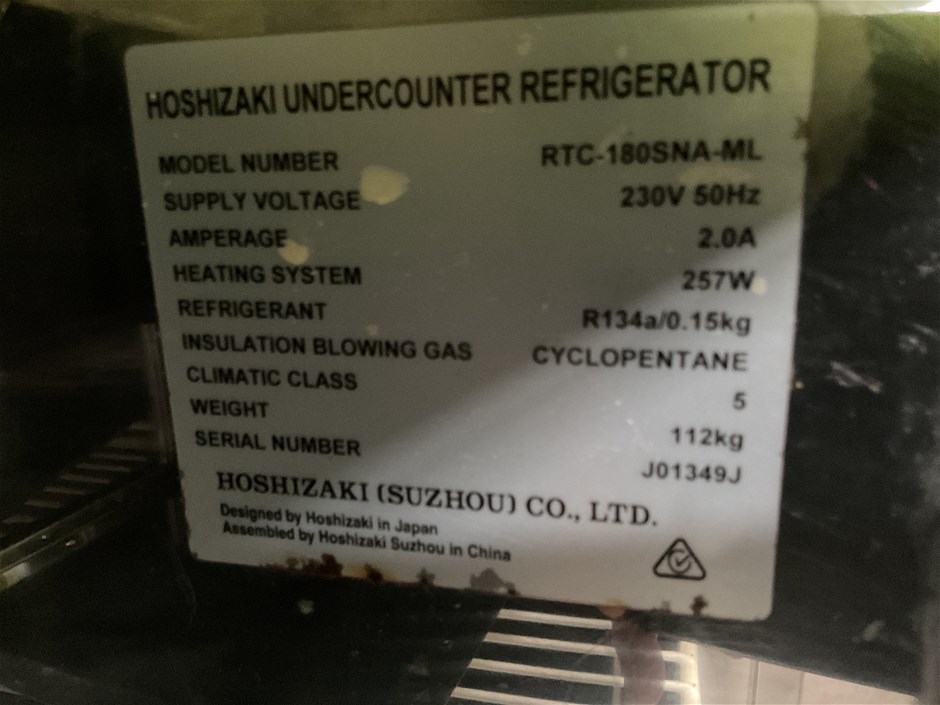 HOSHIZAKI UNDERCOUNTER REFRIGERATOR
MODEL NUMBER RTC-180SNA-ML
SUPPLY VOLTAGE 230V 50Hz
AMPERAGE 2.0A
HEATING SYSTEM 257W
REFRIGERANT R134a/0.15kg
INSULATION BLOWING GAS CYCLOPENTANE
CLIMATIC CLASS 5
WEIGHT 112kg
SERIAL NUMBER J01349J
HOSHIZAKI (SUZHOU) CO., LTD.
Designed by Hoshizaki in Japan
Assembled by Hoshizaki Suzhou in China